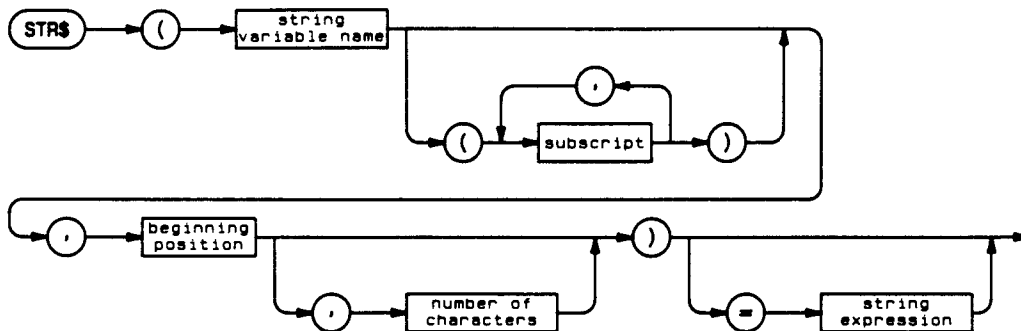 STR$ ( string variable name
,
( subscript )
, beginning position )
, number of characters = string expression